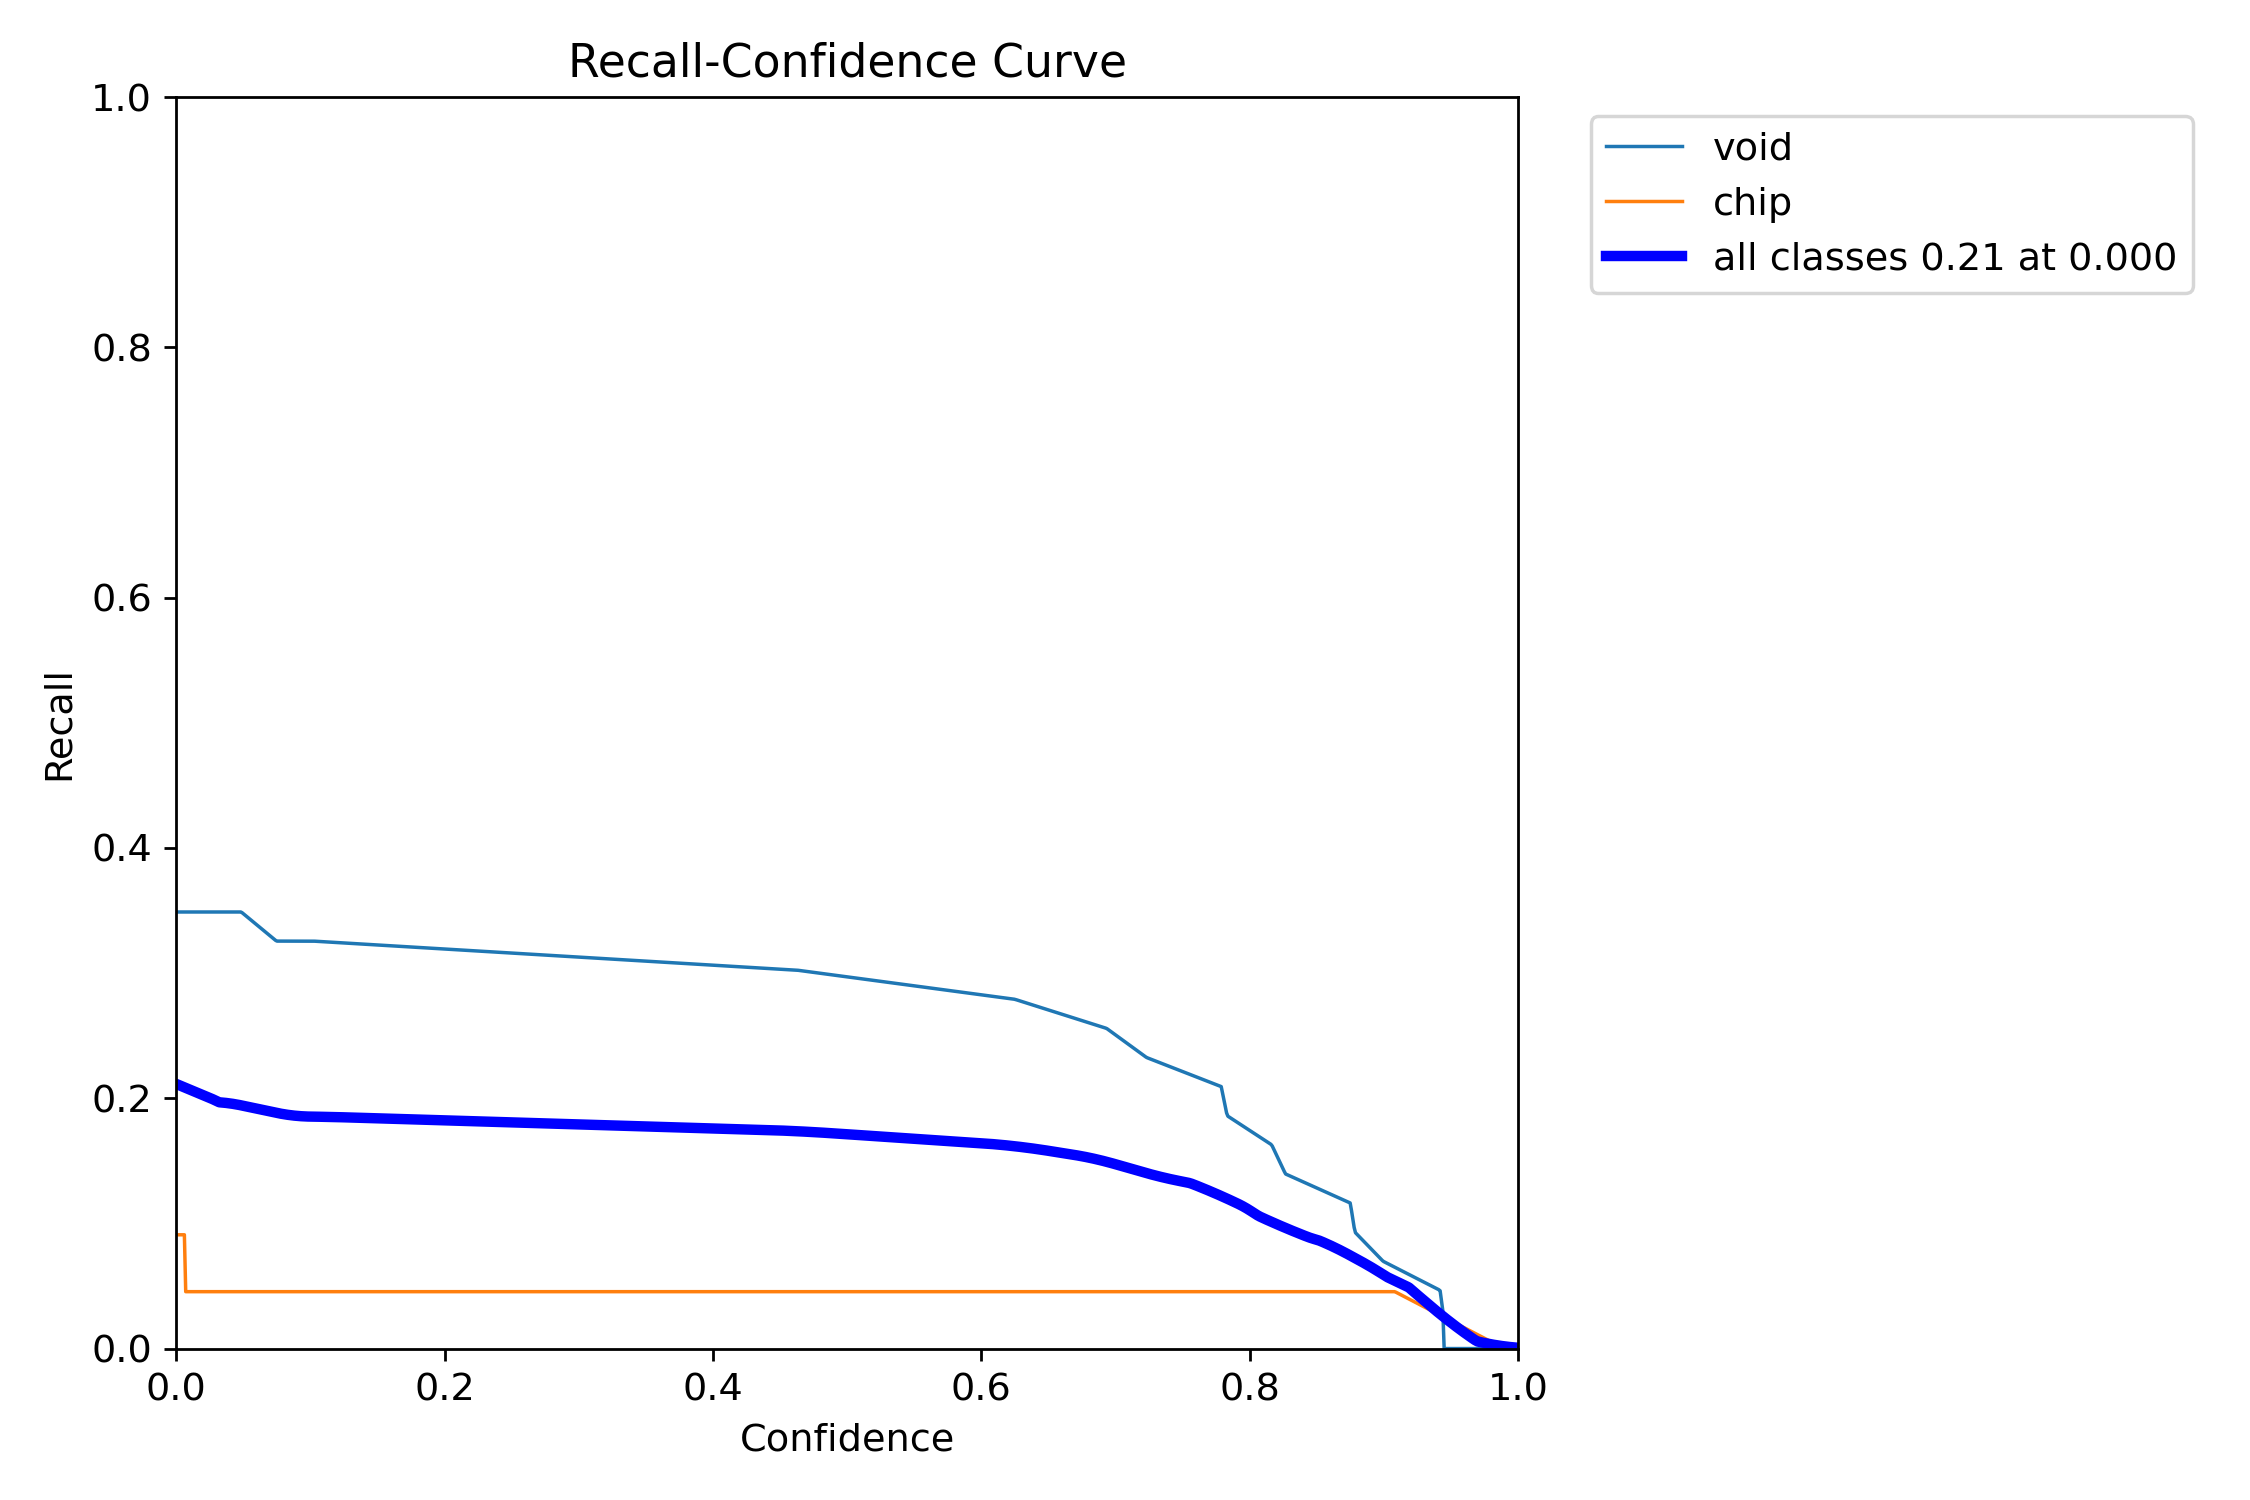 Recall-Confidence Curve
1.0
0.8
0.6
0.4
0.2
0.0
Recall
0.0 0.2 0.4 0.6 0.8 1.0
Confidence
void
chip
all classes 0.21 at 0.000